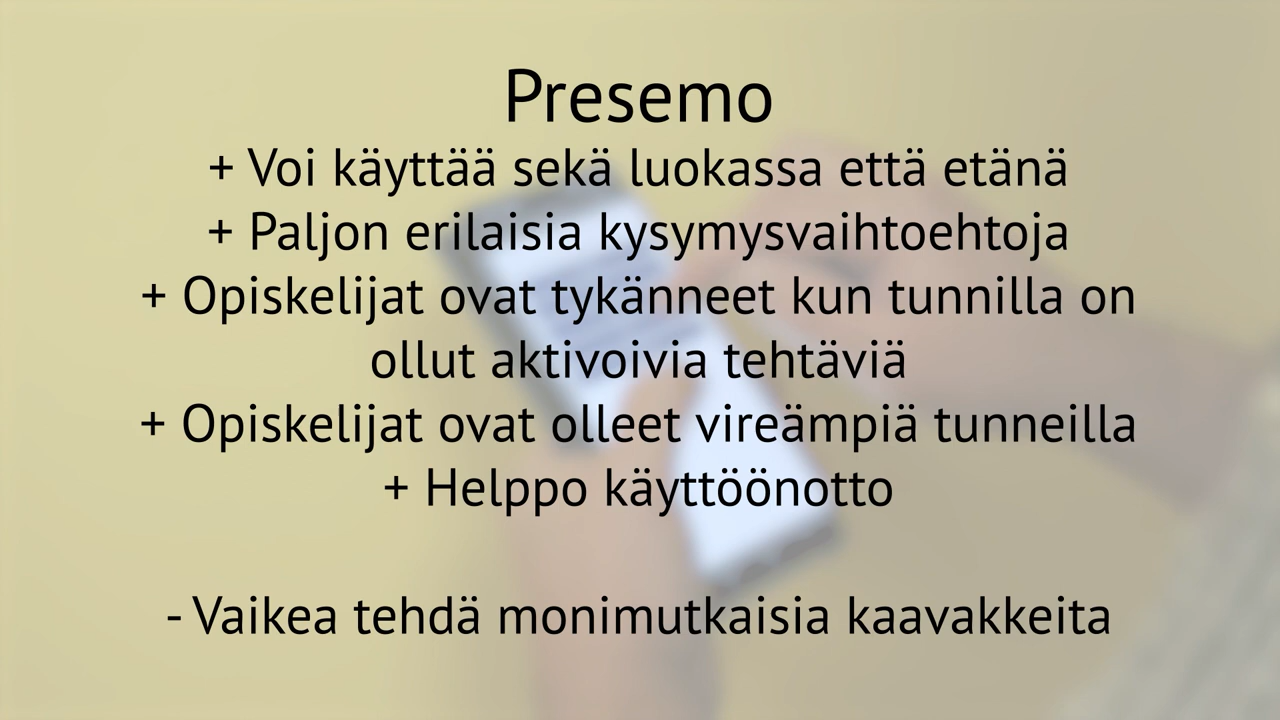 Presemo
+ Voi käyttää sekä luokassa että etänä
+ Paljon erilaisia kysymysvaihtoehtoja
+ Opiskelijat ovat tykänneet kun tunnilla on
ollut aktivoivia tehtäviä
+ Opiskelijat ovat olleet vireämpiä tunneilla
+ Helppo käyttöönotto
- Vaikea tehdä monimutkaisia kaavakkeita